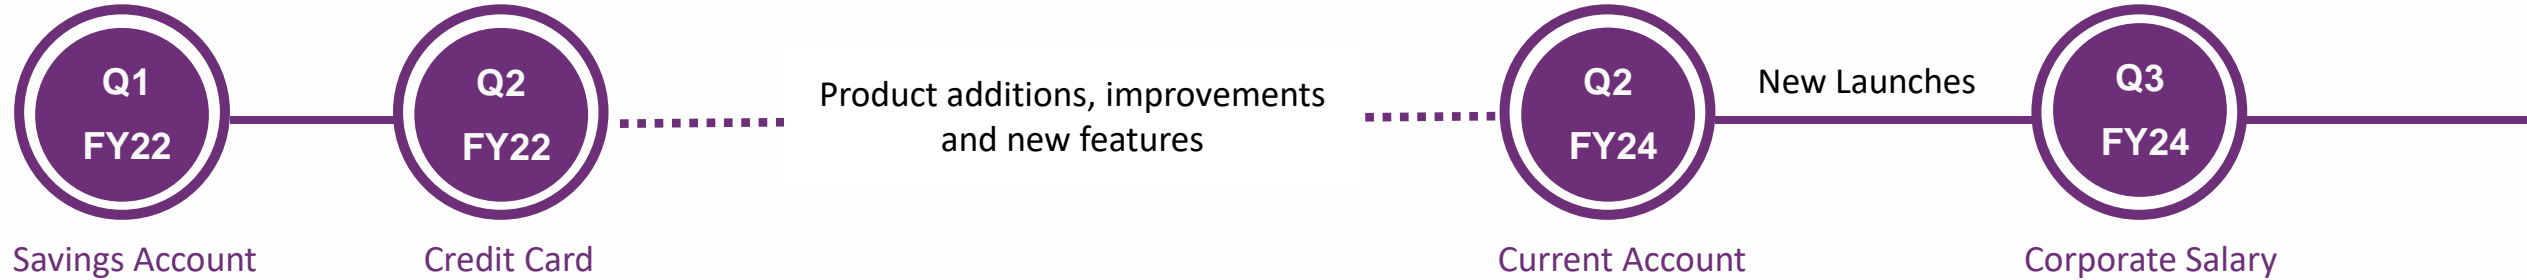 Q1
FY22
Savings Account
Q2
FY22
Credit Card
Product additions, improvements
and new features
Q2
FY24
Current Account
New Launches
Q3
FY24
Corporate Salary